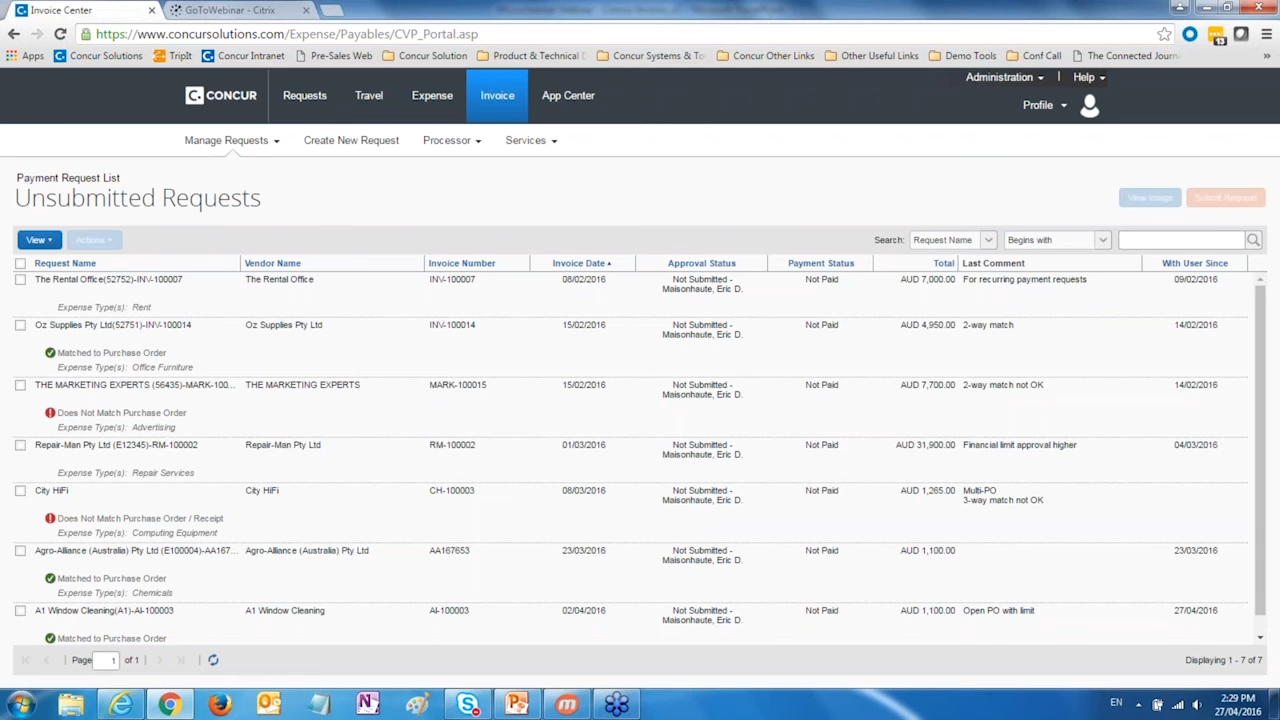 Invoice Center
GoToWebinar - Citrix
https://www.concursolutions.com/Expense/Payables/CVP_Portal.asp
13
Apps Concur Solutions TripIt Concur Intranet Pre-Sales Web Concur Solution Product & Technical Concur Systems & To Concur Other Links Other Useful Links Demo Tools Conf Call The Connected Journ
Administration Help
CONCUR Requests Travel Expense Invoice App Center
Profile
Manage Requests Create New Request Processor Services
Payment Request List
Unsubmitted Requests
View Image Submit Request
View Actions Search: Request Name Begins with
Request Name Vendor Name Invoice Number Invoice Date Approval Status Payment Status Total Last Comment With User Since
The Rental Office(52752)-INV-100007 The Rental Office INV-100007 08/02/2016 Not Submitted - Not Paid AUD 7,000.00 For recurring payment requests 09/02/2016
Maisonhaute, Eric D.
Expense Type(s): Rent
Oz Supplies Pty Ltd(52751)-INV-100014 Oz Supplies Pty Ltd INV-100014 15/02/2016 Not Submitted - Not Paid AUD 4,950.00 2-way match 14/02/2016
Maisonhaute, Eric D.
Matched to Purchase Order
Expense Type(s): Office Furniture
THE MARKETING EXPERTS (56435)-MARK-100... THE MARKETING EXPERTS MARK-100015 15/02/2016 Not Submitted - Not Paid AUD 7,700.00 2-way match not OK 14/02/2016
Maisonhaute, Eric D.
Does Not Match Purchase Order
Expense Type(s): Advertising
Repair-Man Pty Ltd (E12345)-RM-100002 Repair-Man Pty Ltd RM-100002 01/03/2016 Not Submitted - Not Paid AUD 31,900.00 Financial limit approval higher 04/03/2016
Maisonhaute, Eric D.
Expense Type(s): Repair Services
City HiFi City HiFi CH-100003 08/03/2016 Not Submitted - Not Paid AUD 1,265.00 Multi-PO 08/03/2016
Maisonhaute, Eric D. 3-way match not OK
Does Not Match Purchase Order / Receipt
Expense Type(s): Computing Equipment
Agro-Alliance (Australia) Pty Ltd (E100004)-AA167... Agro-Alliance (Australia) Pty Ltd AA167653 23/03/2016 Not Submitted - Not Paid AUD 1,100.00 23/03/2016
Maisonhaute, Eric D.
Matched to Purchase Order
Expense Type(s): Chemicals
A1 Window Cleaning(A1)-AI-100003 A1 Window Cleaning AI-100003 02/04/2016 Not Submitted - Not Paid AUD 1,100.00 Open PO with limit 27/04/2016
Maisonhaute, Eric D.
Matched to Purchase Order
Page 1 of 1 Displaying 1 - 7 of 7
EN 2:29 PM
27/04/2016